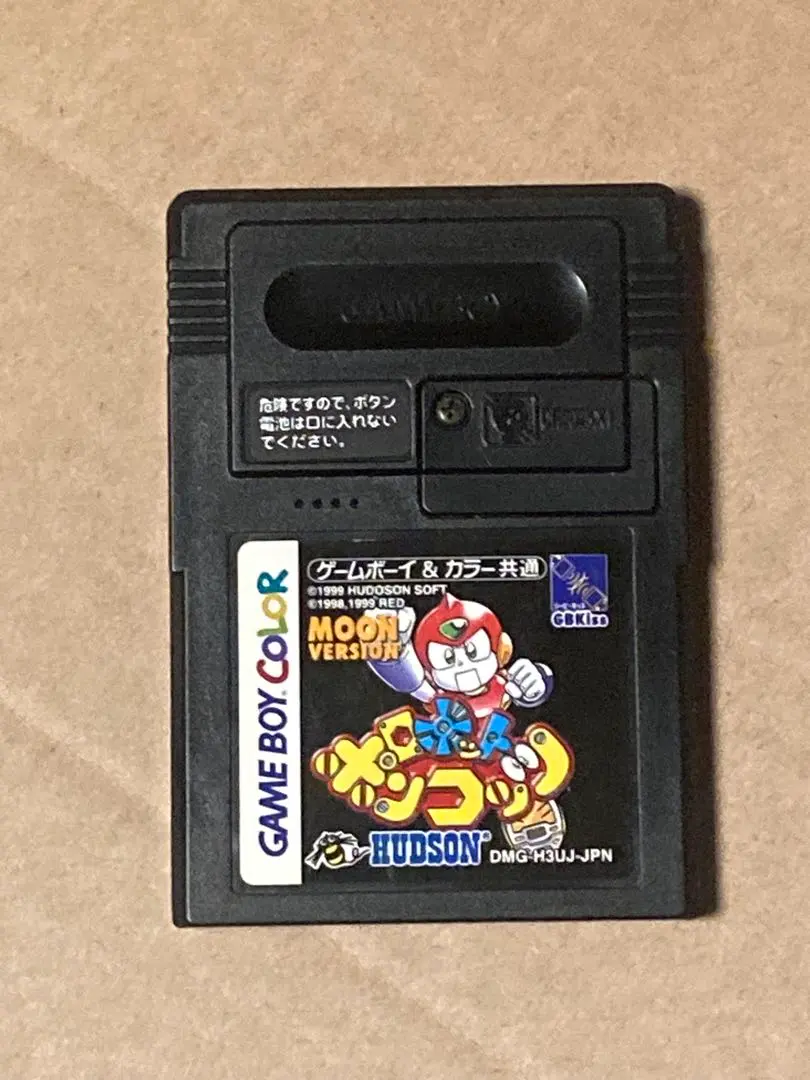 危険ですので、ボタン
電池は口に入れない
でください。
GAME BOY COLOR
ゲームボーイ & カラー共通
©1999 HUDOSON SOFT
©1998,1999 RED
GBKiss
MOON
VERSION
ロボット
ポンコッツ
HUDSON®
DMG-H3UJ-JPN